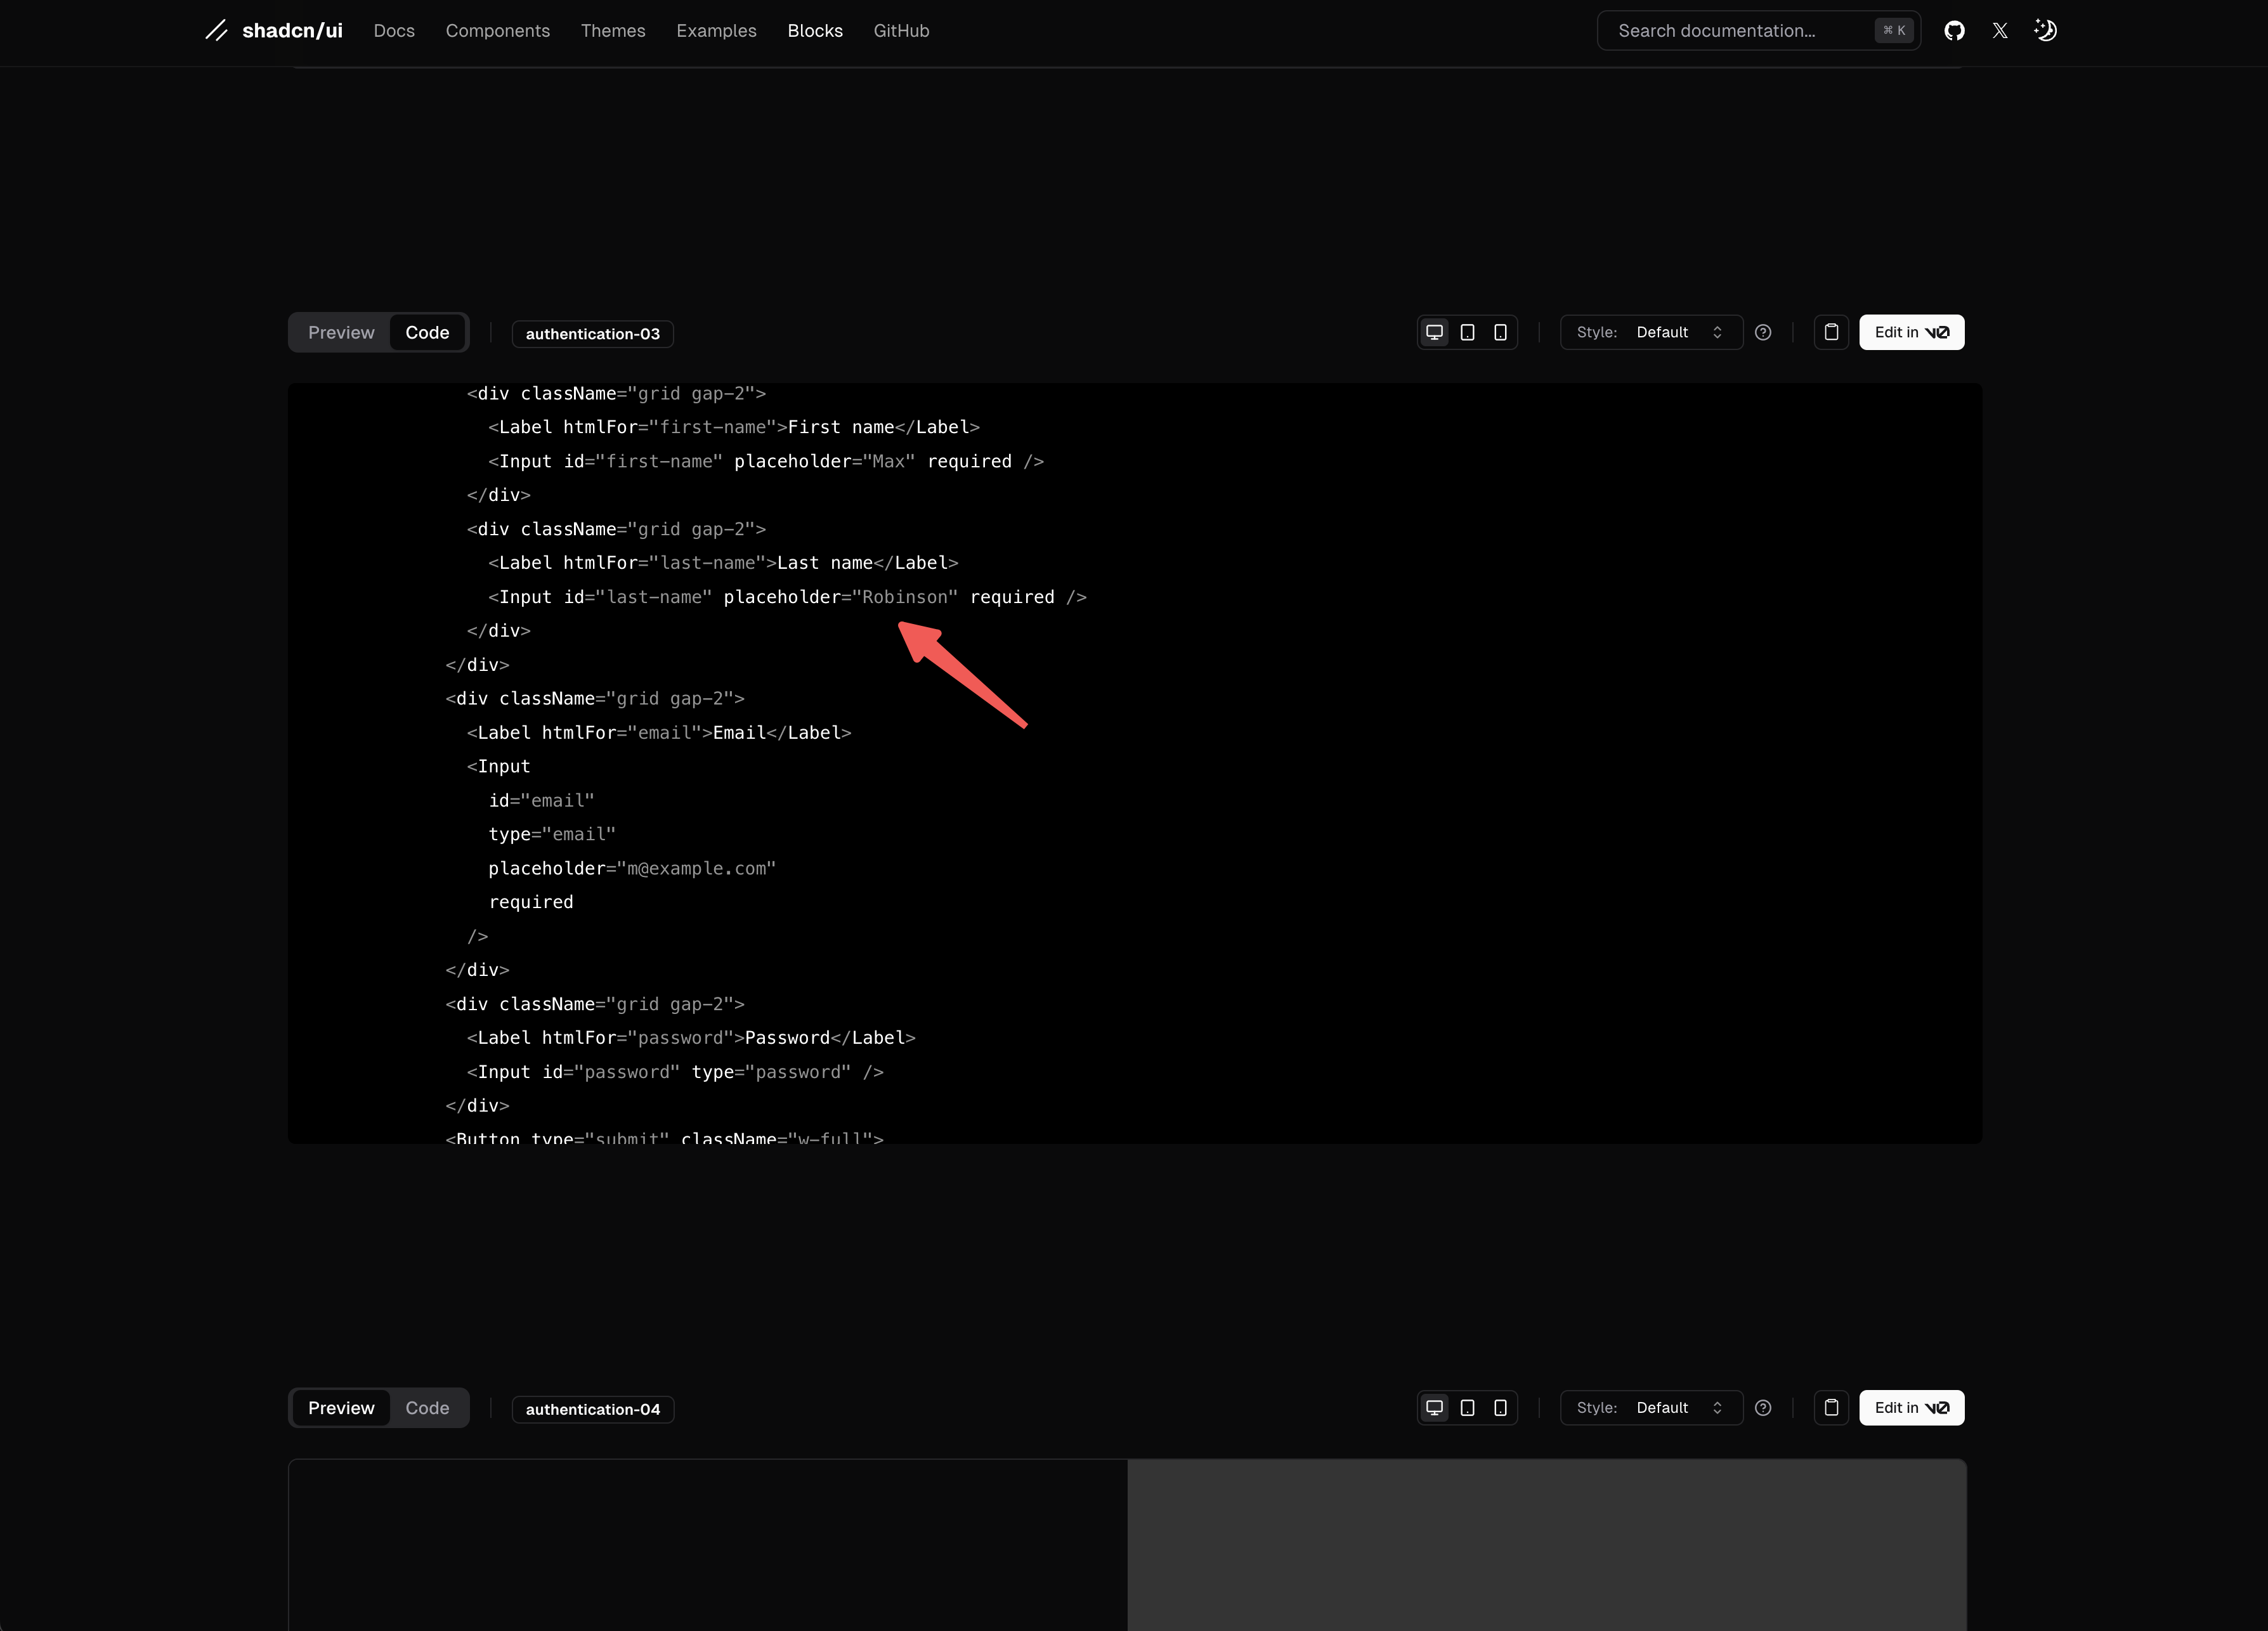 shadcn/ui Docs Components Themes Examples Blocks GitHub Search documentation... ⌘ K
Preview Code authentication-03 Style: Default Edit in v0
<div className="grid gap-2">
<Label htmlFor="first-name">First name</Label>
<Input id="first-name" placeholder="Max" required />
</div>
<div className="grid gap-2">
<Label htmlFor="last-name">Last name</Label>
<Input id="last-name" placeholder="Robinson" required />
</div>
</div>
<div className="grid gap-2">
<Label htmlFor="email">Email</Label>
<Input
id="email"
type="email"
placeholder="m@example.com"
required
/>
</div>
<div className="grid gap-2">
<Label htmlFor="password">Password</Label>
<Input id="password" type="password" />
</div>
<Button type="submit" className="w-full">
Preview Code authentication-04 Style: Default Edit in v0